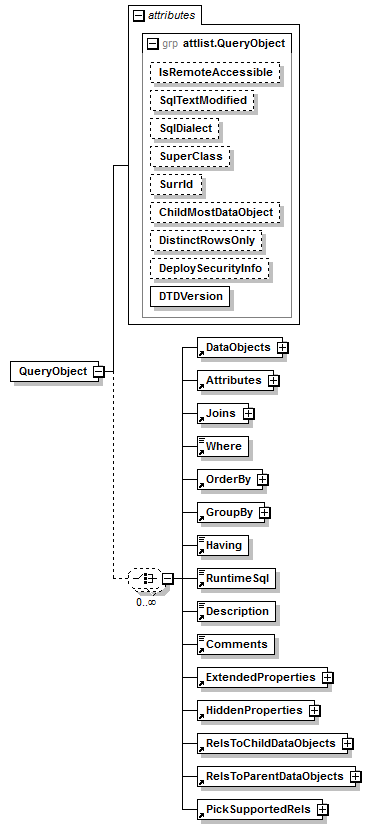 attributes
grp attlist.QueryObject
IsRemoteAccessible
SqlTextModified
SqlDialect
SuperClass
SurrId
ChildMostDataObject
DistinctRowsOnly
DeploySecurityInfo
DTDVersion
QueryObject
0..∞
DataObjects
Attributes
Joins
Where
OrderBy
GroupBy
Having
RuntimeSql
Description
Comments
ExtendedProperties
HiddenProperties
RelsToChildDataObjects
RelsToParentDataObjects
PickSupportedRels